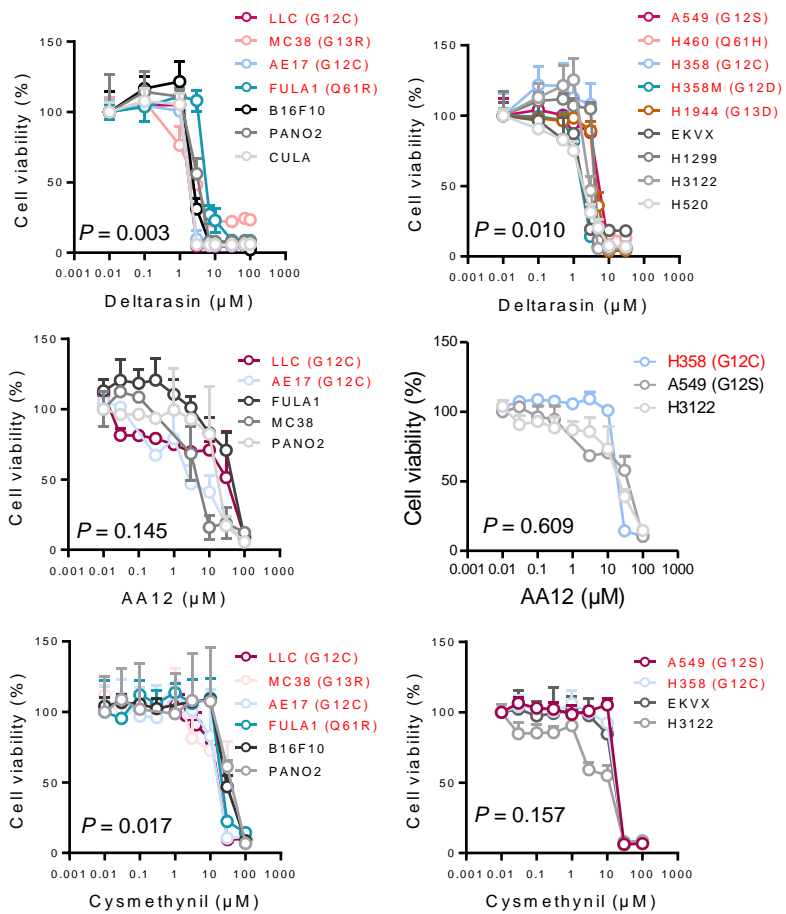 LLC (G12C)
MC38 (G13R)
AE17 (G12C)
FULA1 (Q61R)
B16F10
PANO2
CULA
Cell viability (%)
150
100
50
0
P = 0.003
0.001 0.01 0.1 1 10 100 1000
Deltarasin (µM)
A549 (G12S)
H460 (Q61H)
H358 (G12C)
H358M (G12D)
H1944 (G13D)
EKVX
H1299
H3122
H520
Cell viability (%)
150
100
50
0
P = 0.010
0.001 0.01 0.1 1 10 100 1000
Deltarasin (µM)
LLC (G12C)
AE17 (G12C)
FULA1
MC38
PANO2
Cell viability (%)
150
100
50
0
P = 0.145
0.001 0.01 0.1 1 10 100 1000
AA12 (µM)
H358 (G12C)
A549 (G12S)
H3122
Cell viability (%)
150
100
50
0
P = 0.609
0.001 0.01 0.1 1 10 100 1000
AA12 (µM)
LLC (G12C)
MC38 (G13R)
AE17 (G12C)
FULA1 (Q61R)
B16F10
PANO2
Cell viability (%)
150
100
50
0
P = 0.017
0.001 0.01 0.1 1 10 100 1000
Cysmethynil (µM)
A549 (G12S)
H358 (G12C)
EKVX
H3122
Cell viability (%)
150
100
50
0
P = 0.157
0.001 0.01 0.1 1 10 100 1000
Cysmethynil (µM)